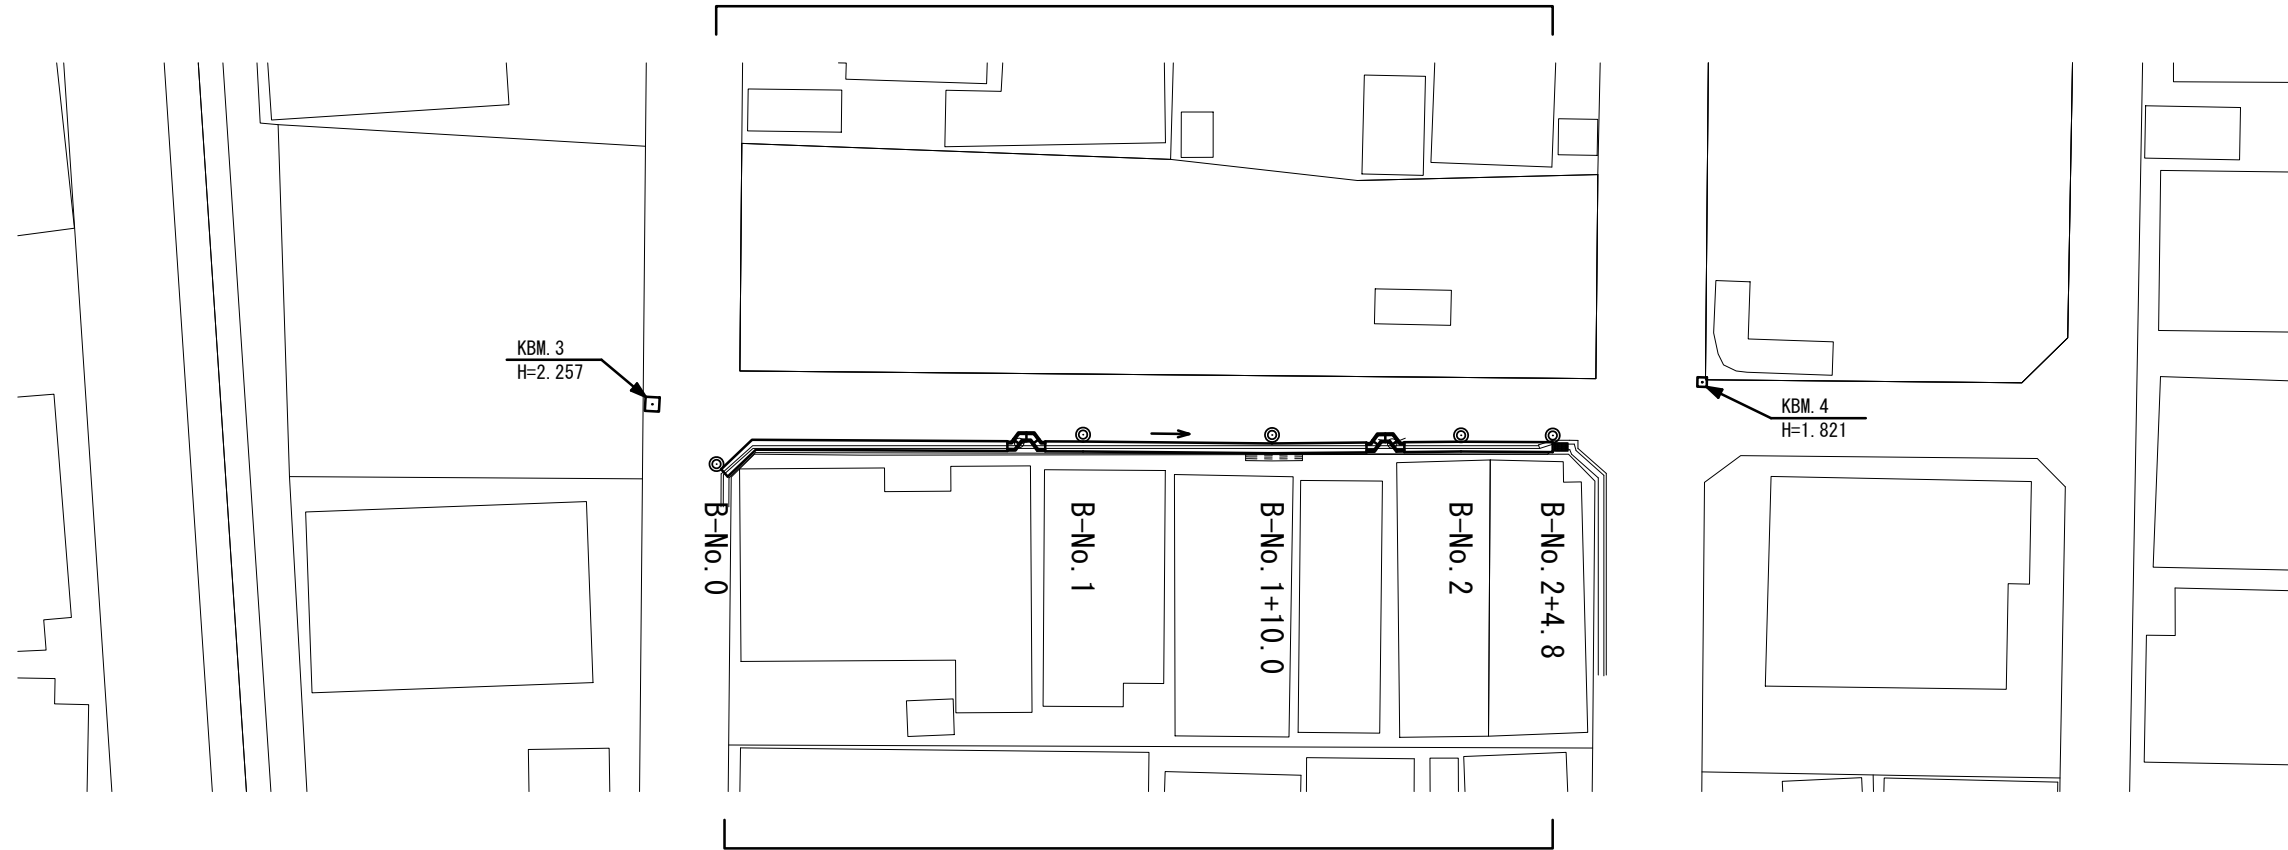 KBM. 3
H=2. 257
KBM. 4
H=1. 821
B-No. 0
B-No. 1
B-No. 1+10. 0
B-No. 2
B-No. 2+4. 8